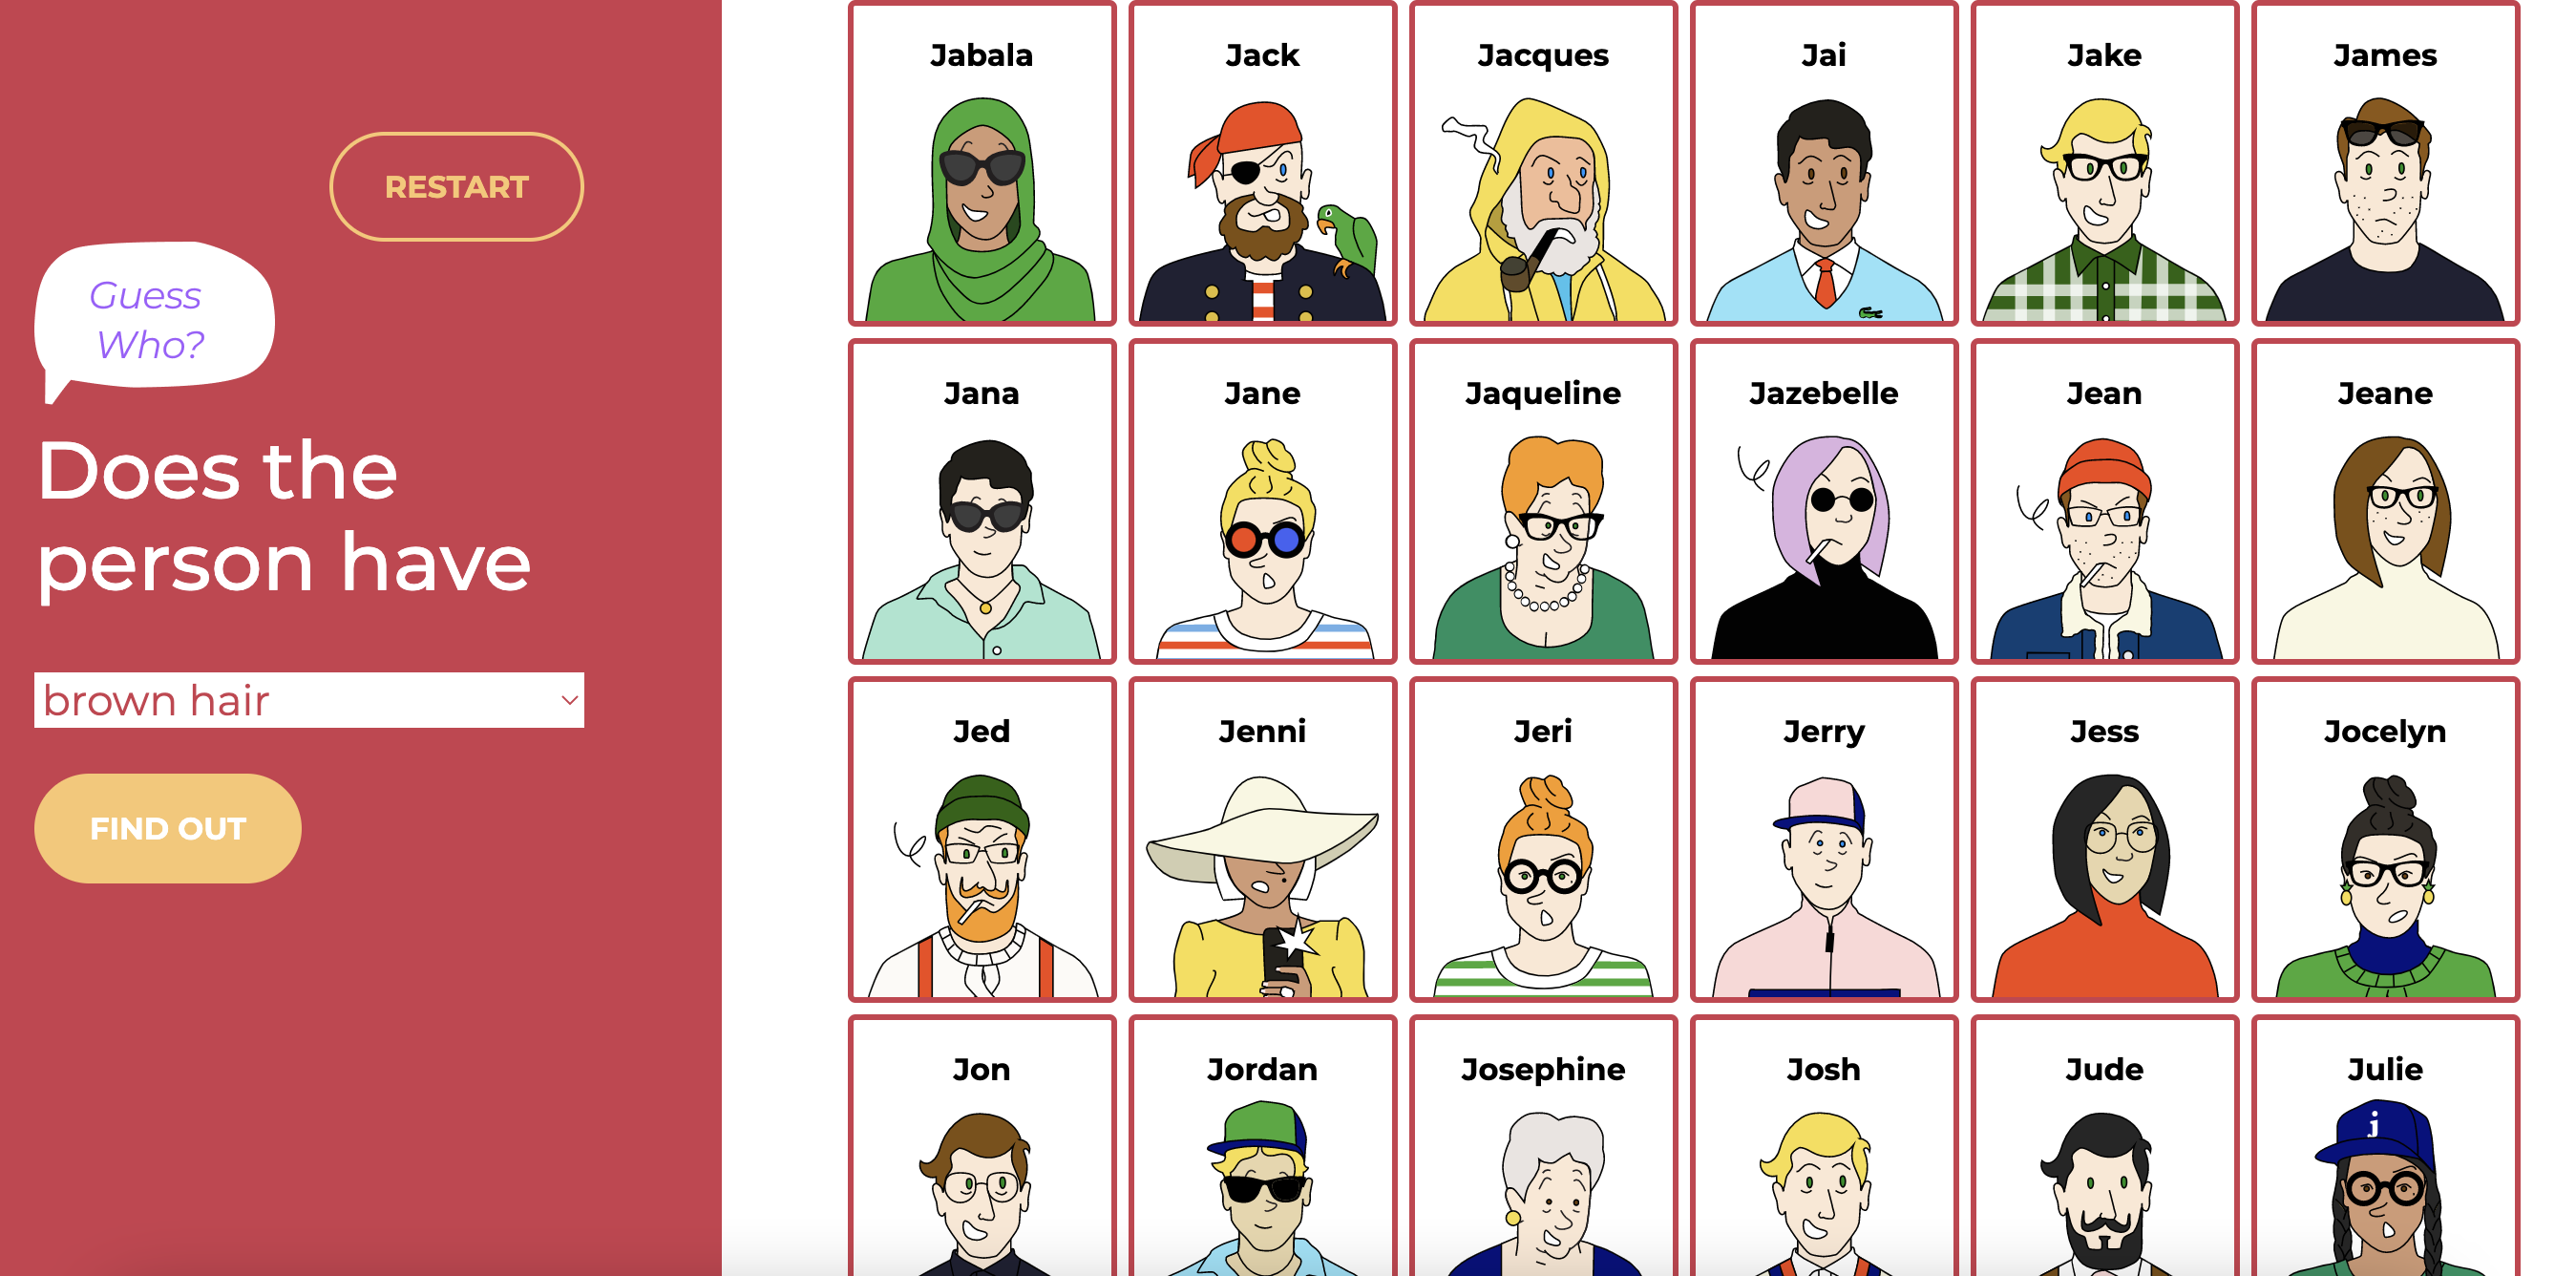 RESTART
Guess
Who?
Does the
person have
brown hair
FIND OUT
Jabala
Jack
Jacques
Jai
Jake
James
Jana
Jane
Jaqueline
Jazebelle
Jean
Jeane
Jed
Jenni
Jeri
Jerry
Jess
Jocelyn
Jon
Jordan
Josephine
Josh
Jude
Julie
j